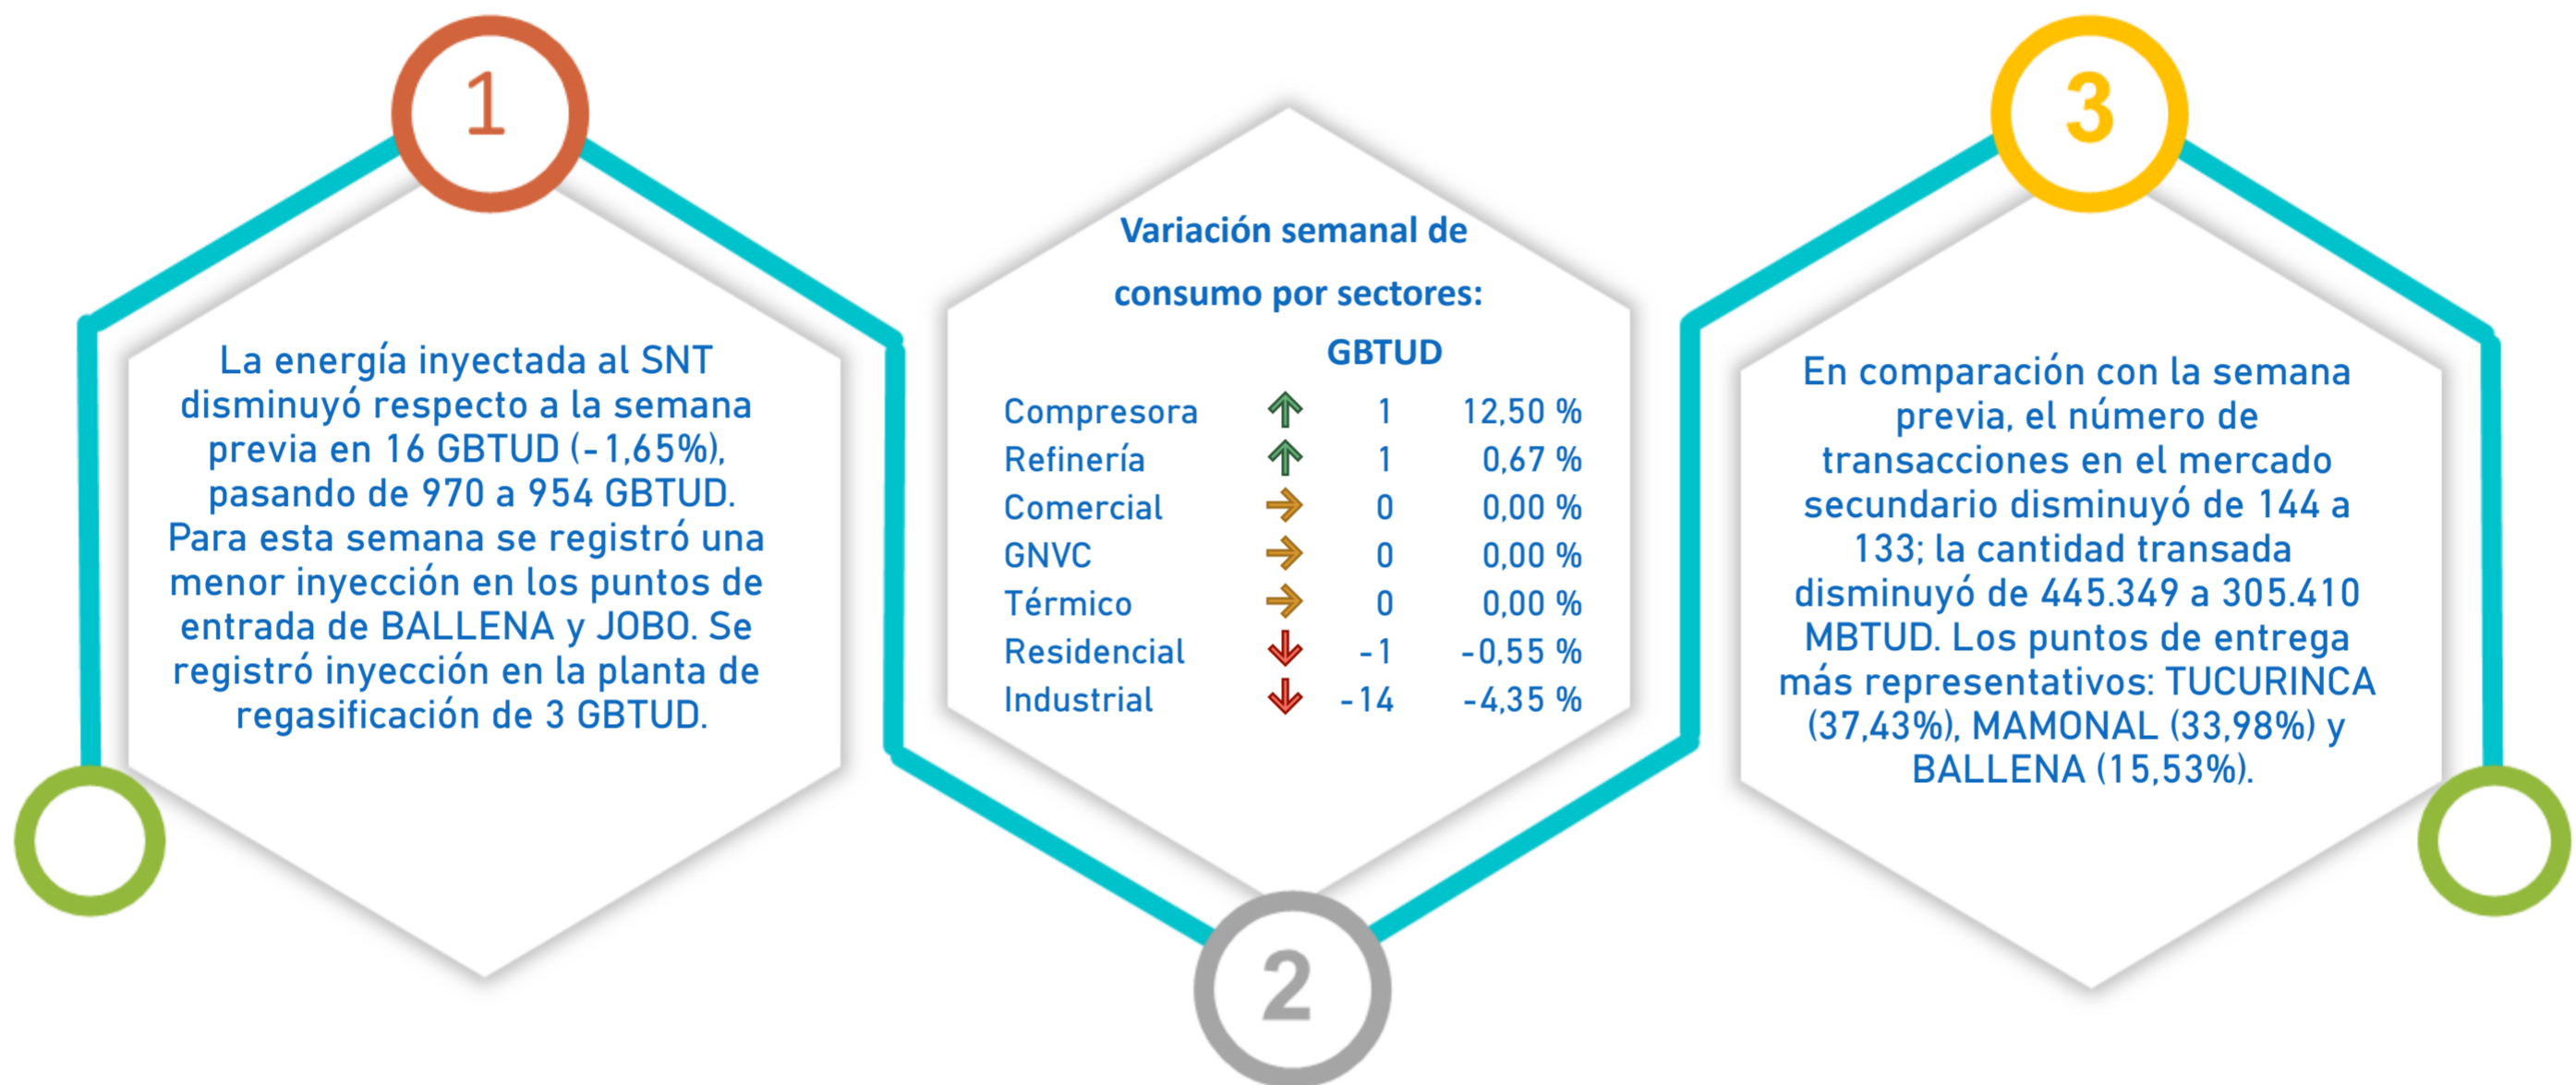 1
La energía inyectada al SNT
disminuyó respecto a la semana
previa en 16 GBTUD (-1,65%),
pasando de 970 a 954 GBTUD.
Para esta semana se registró una
menor inyección en los puntos de
entrada de BALLENA y JOBO. Se
registró inyección en la planta de
regasificación de 3 GBTUD.
Variación semanal de
consumo por sectores:
GBTUD
Compresora 1 12,50 %
Refinería 1 0,67 %
Comercial 0 0,00 %
GNVC 0 0,00 %
Térmico 0 0,00 %
Residencial -1 -0,55 %
Industrial -14 -4,35 %
2
3
En comparación con la semana
previa, el número de
transacciones en el mercado
secundario disminuyó de 144 a
133; la cantidad transada
disminuyó de 445.349 a 305.410
MBTUD. Los puntos de entrega
más representativos: TUCURINCA
(37,43%), MAMONAL (33,98%) y
BALLENA (15,53%).